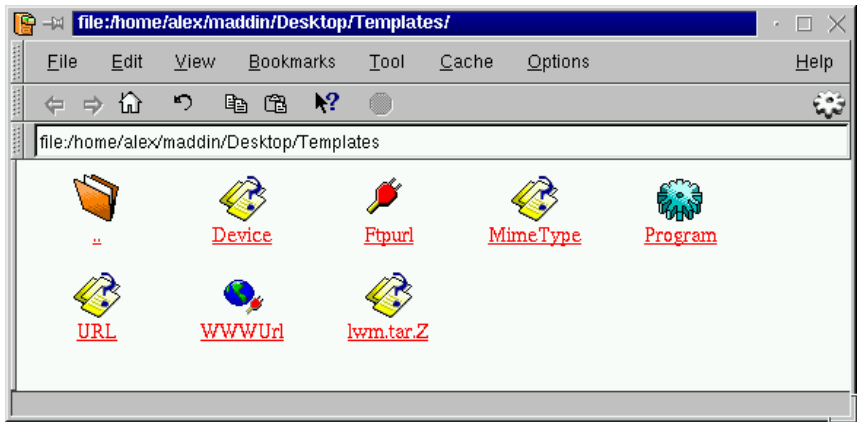 file:/home/alex/maddin/Desktop/Templates/
File Edit View Bookmarks Tool Cache Options Help
?
file:/home/alex/maddin/Desktop/Templates
.. Device Ftpurl MimeType Program
URL WWWUrl lwm.tar.Z